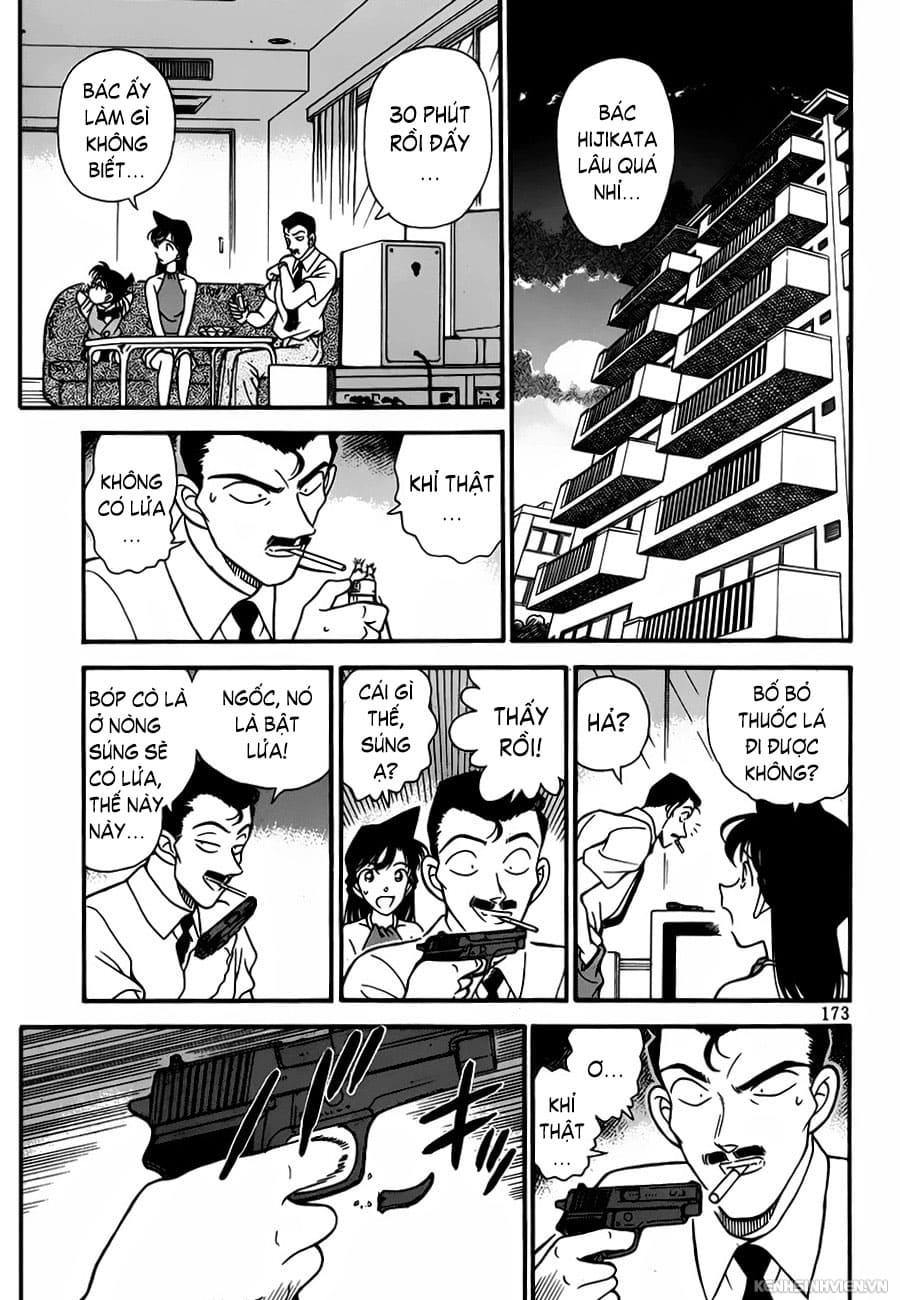 BÁC
HIJIKATA
LÂU QUÁ
NHỈ...
30 PHÚT
RỒI ĐẤY
...
BÁC ẤY
LÀM GÌ
KHÔNG
BIẾT...
KHỈ THẬT
...
KHÔNG
CÓ LỬA
...
BỐ BỎ
THUỐC LÁ
ĐI ĐƯỢC
KHÔNG?
HẢ?
THẤY
RỒI!
CÁI GÌ
THẾ,
SÚNG
Ạ?
NGỐC, NÓ
LÀ BẬT
LỬA!
BÓP CÒ LÀ
Ở NÒNG
SÚNG SẼ
CÓ LỬA,
THẾ NÀY
NÀY...
173
Ơ...
KHỈ
THẬT
...
KENHSINHVIEN.VN